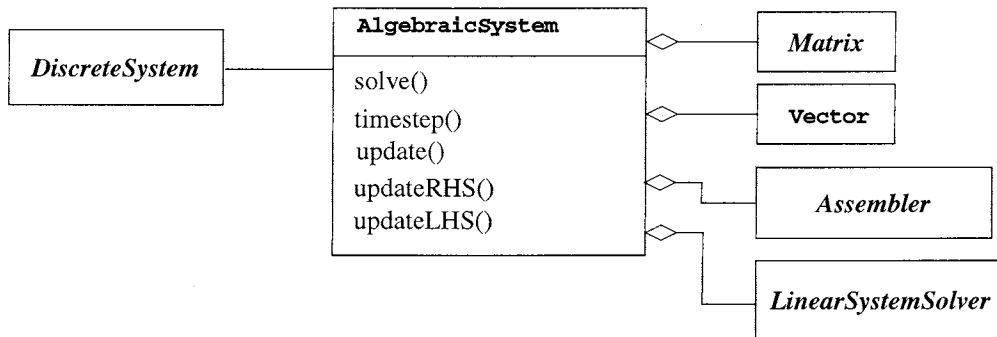 AlgebraicSystem
DiscreteSystem
solve()
timestep()
update()
updateRHS()
updateLHS()
Matrix
Vector
Assembler
LinearSystemSolver